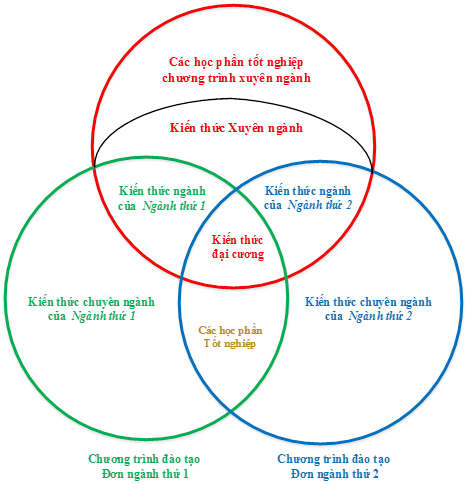 Các học phần tốt nghiệp
chương trình xuyên ngành
Kiến thức Xuyên ngành
Kiến thức ngành
của Ngành thứ 1
Kiến thức ngành
của Ngành thứ 2
Kiến thức
đại cương
Kiến thức chuyên ngành
của Ngành thứ 1
Kiến thức chuyên ngành
của Ngành thứ 2
Các học phần
Tốt nghiệp
Chương trình đào tạo
Đơn ngành thứ 1
Chương trình đào tạo
Đơn ngành thứ 2